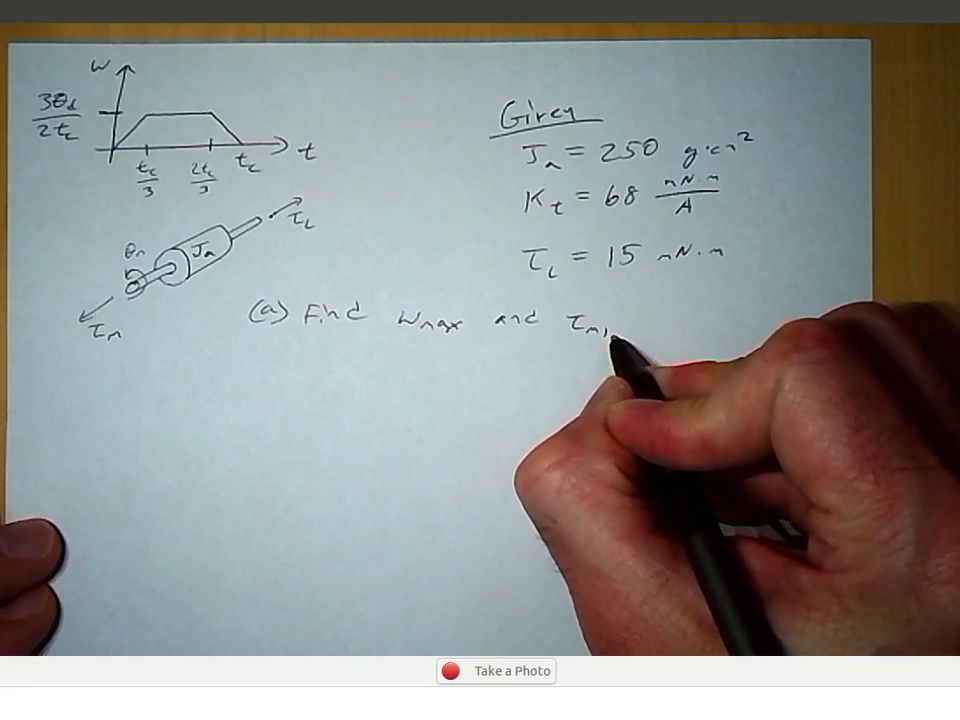 ω
3θd
2tc
tc
3
2tc
3
tc
t
Given
Jm = 250 g·cm²
Kt = 68 mN·m
A
τL = 15 mN·m
θm
Jm
τL
τm
(a) Find ωmax and τm,
Take a Photo